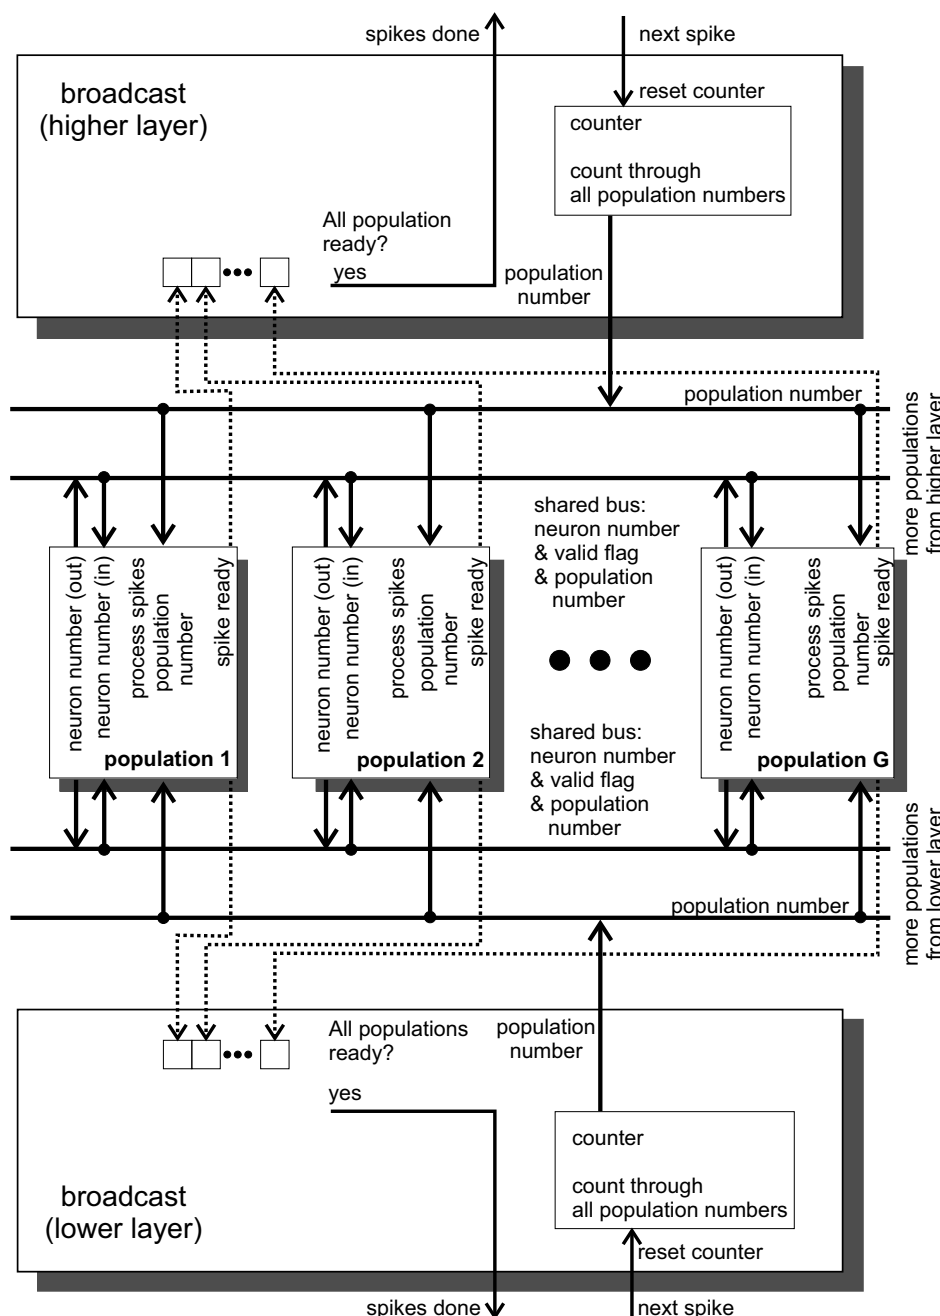 spikes done
next spike
broadcast
(higher layer)
reset counter
counter
count through
all population numbers
All population
ready?
yes
population
number
population number
more populations
from higher layer
shared bus:
neuron number
& valid flag
& population
number
neuron number (out)
neuron number (in)
process spikes
population
number
spike ready
population 1
neuron number (out)
neuron number (in)
process spikes
population
number
spike ready
population 2
neuron number (out)
neuron number (in)
process spikes
population
number
spike ready
population G
shared bus:
neuron number
& valid flag
& population
number
more populations
from lower layer
population number
All populations
ready?
yes
population
number
counter
count through
all population numbers
broadcast
(lower layer)
reset counter
spikes done
next spike